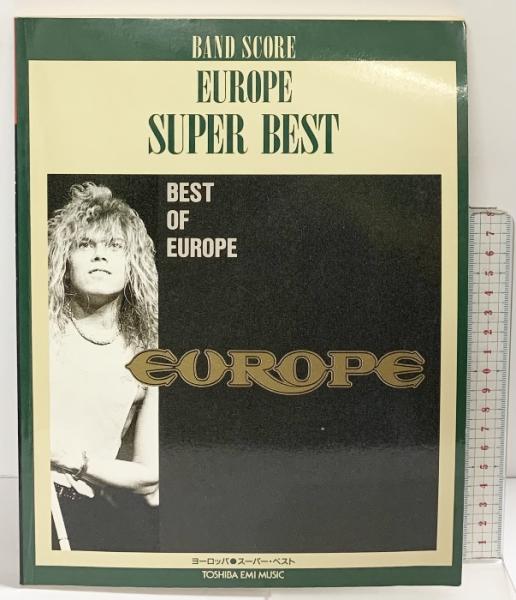 BAND SCORE
EUROPE
SUPER BEST
BEST
OF
EUROPE
EUROPE
ヨーロッパ●スーパー・ベスト
TOSHIBA EMI MUSIC